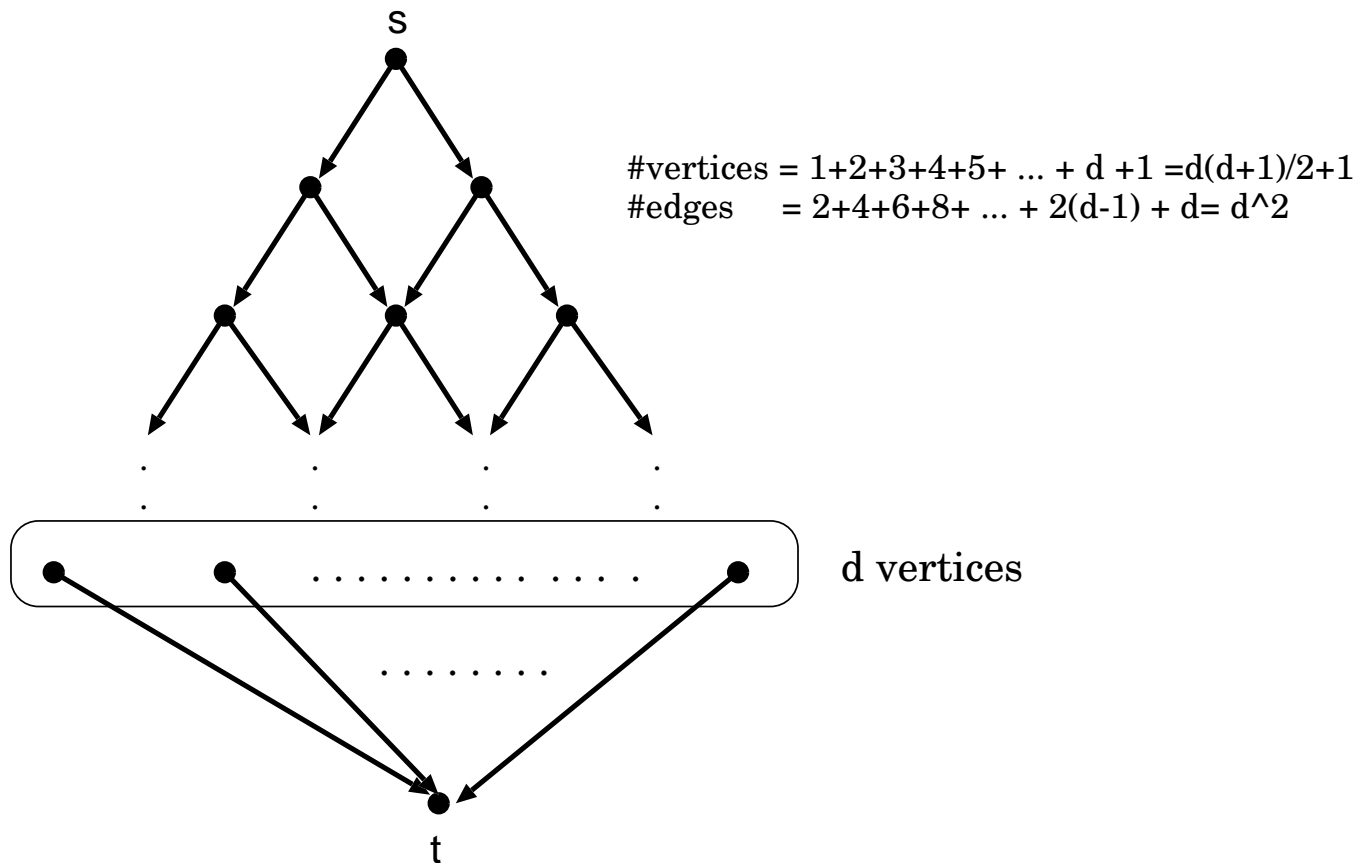 s
#vertices = 1+2+3+4+5+ ... + d +1 =d(d+1)/2+1
#edges = 2+4+6+8+ ... + 2(d-1) + d= d^2
d vertices
t